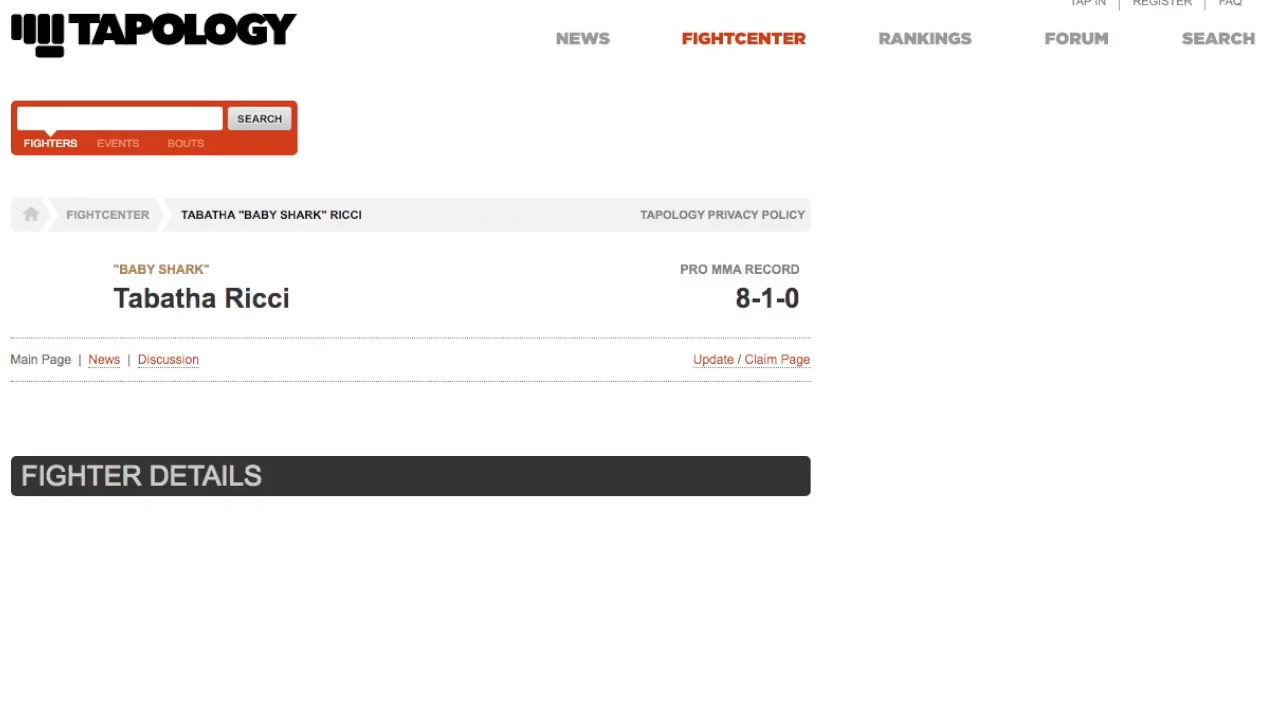 TAP IN | REGISTER | FAQ
TAPOLOGY
NEWS FIGHTCENTER RANKINGS FORUM SEARCH
SEARCH
FIGHTERS EVENTS BOUTS
FIGHTCENTER TABATHA "BABY SHARK" RICCI TAPOLOGY PRIVACY POLICY
"BABY SHARK" PRO MMA RECORD
Tabatha Ricci 8-1-0
Main Page | News | Discussion Update / Claim Page
FIGHTER DETAILS